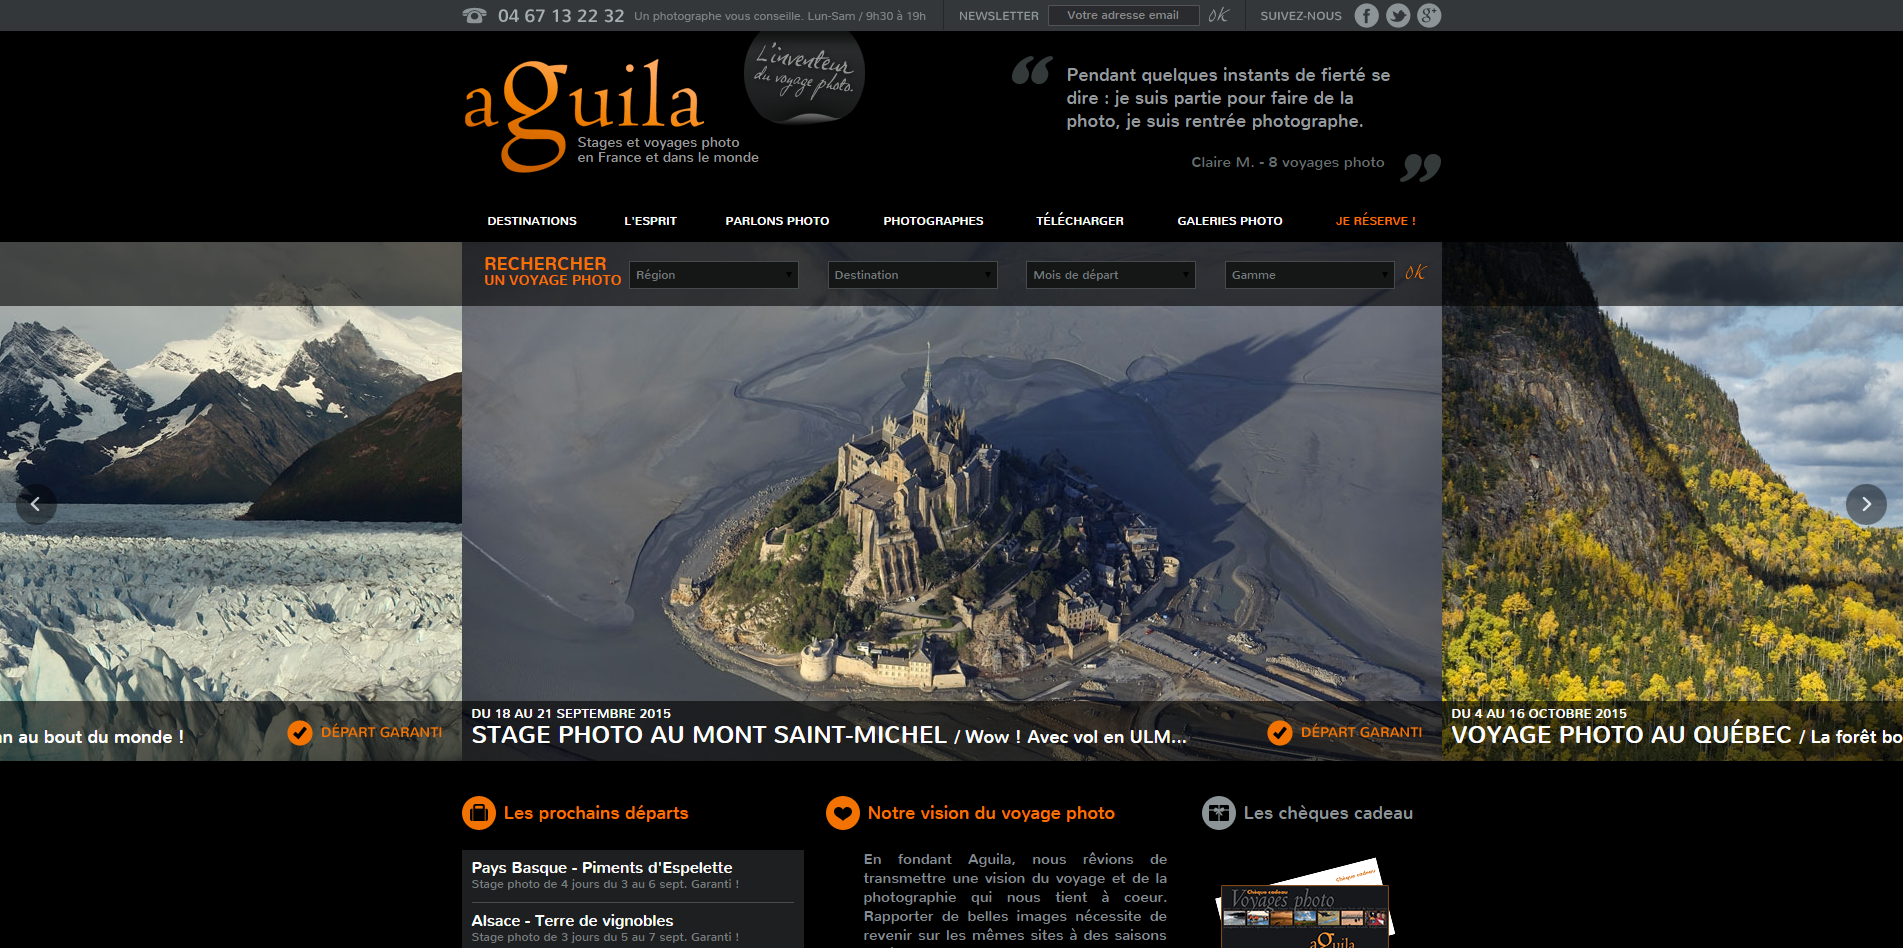 04 67 13 22 32 Un photographe vous conseille. Lun-Sam / 9h30 à 19h NEWSLETTER Votre adresse email OK SUIVEZ-NOUS
aguila
Stages et voyages photo
en France et dans le monde
L'inventeur
du voyage photo.
Pendant quelques instants de fierté se
dire : je suis partie pour faire de la
photo, je suis rentrée photographe.
Claire M. - 8 voyages photo
DESTINATIONS L'ESPRIT PARLONS PHOTO PHOTOGRAPHES TÉLÉCHARGER GALERIES PHOTO JE RÉSERVE !
RECHERCHER
UN VOYAGE PHOTO Région Destination Mois de départ Gamme OK
an au bout du monde ! DÉPART GARANTI
DU 18 AU 21 SEPTEMBRE 2015
STAGE PHOTO AU MONT SAINT-MICHEL / Wow ! Avec vol en ULM... DÉPART GARANTI
DU 4 AU 16 OCTOBRE 2015
VOYAGE PHOTO AU QUÉBEC / La forêt bo
Les prochains départs
Pays Basque - Piments d'Espelette
Stage photo de 4 jours du 3 au 6 sept. Garanti !
Alsace - Terre de vignobles
Stage photo de 3 jours du 5 au 7 sept. Garanti !
Notre vision du voyage photo
En fondant Aguila, nous rêvions de
transmettre une vision du voyage et de la
photographie qui nous tient à coeur.
Rapporter de belles images nécessite de
revenir sur les mêmes sites à des saisons
Les chèques cadeau
Chèque cadeau
Chèque cadeau
Voyages photo
aguila